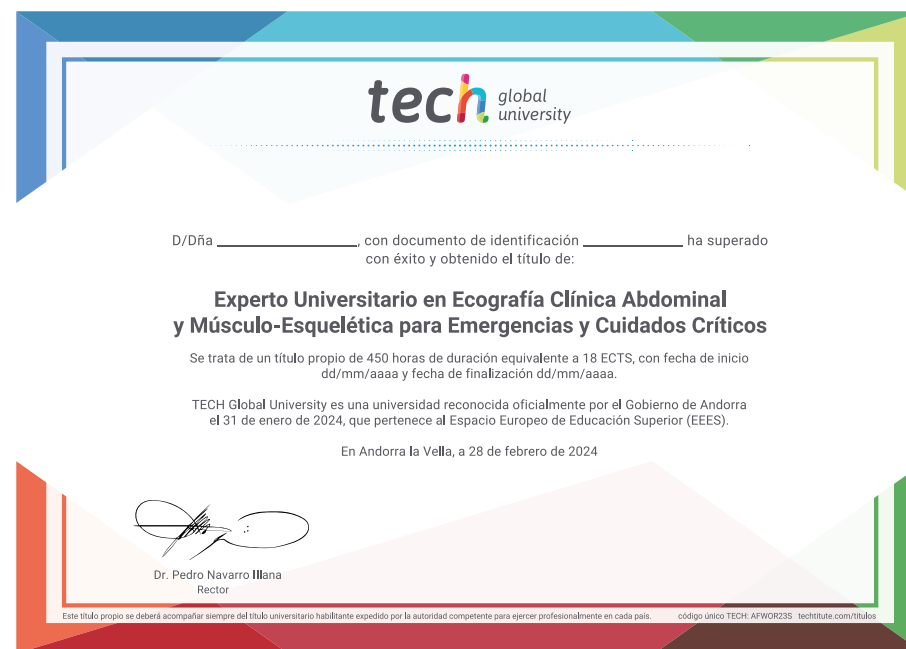 tech global
university
D/Dña ____________________, con documento de identificación ______________ ha superado
con éxito y obtenido el título de:
Experto Universitario en Ecografía Clínica Abdominal
y Músculo-Esquelética para Emergencias y Cuidados Críticos
Se trata de un título propio de 450 horas de duración equivalente a 18 ECTS, con fecha de inicio
dd/mm/aaaa y fecha de finalización dd/mm/aaaa.
TECH Global University es una universidad reconocida oficialmente por el Gobierno de Andorra
el 31 de enero de 2024, que pertenece al Espacio Europeo de Educación Superior (EEES).
En Andorra la Vella, a 28 de febrero de 2024
Dr. Pedro Navarro Illana
Rector
Este título propio se deberá acompañar siempre del título universitario habilitante expedido por la autoridad competente para ejercer profesionalmente en cada país. código único TECH: AFWOR23S techtitute.com/titulos